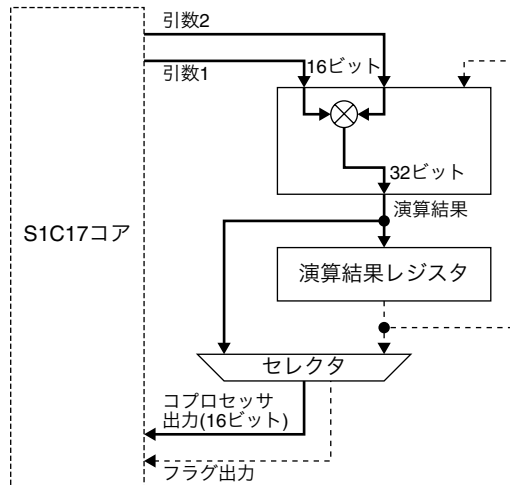 引数2
引数1
16ビット
32ビット
演算結果
S1C17コア
演算結果レジスタ
セレクタ
コプロセッサ
出力(16ビット)
フラグ出力